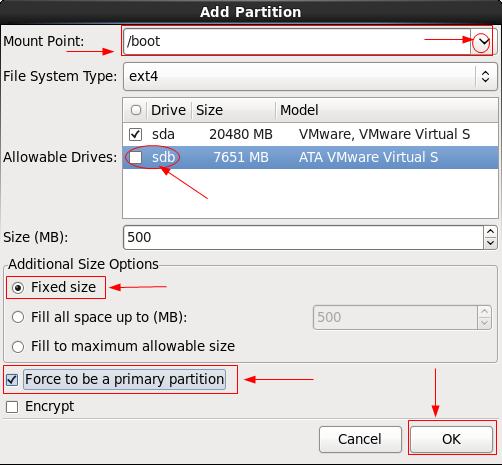 Add Partition
Mount Point: /boot
File System Type: ext4
Drive Size Model
sda 20480 MB VMware, VMware Virtual S
Allowable Drives: sdb 7651 MB ATA VMware Virtual S
Size (MB): 500
Additional Size Options
Fixed size
Fill all space up to (MB): 500
Fill to maximum allowable size
Force to be a primary partition
Encrypt
Cancel OK